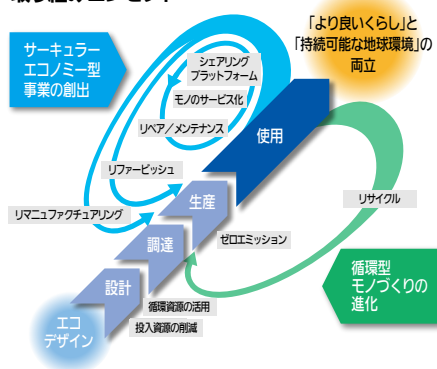 サーキュラー
エコノミー型
事業の創出
「より良いくらし」と
「持続可能な地球環境」の
両立
シェアリング
プラットフォーム
モノのサービス化
リペア／メンテナンス
使用
リファービッシュ
生産
リサイクル
リマニュファクチュアリング
ゼロエミッション
調達
循環型
モノづくりの
進化
設計
循環資源の活用
投入資源の削減
エコ
デザイン